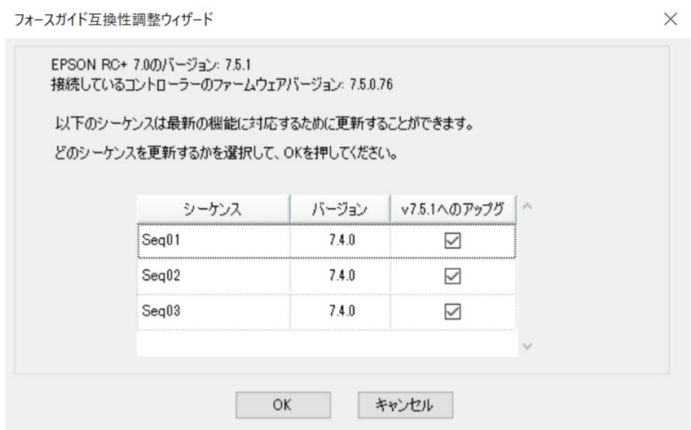 フォースガイド互換性調整ウィザード
EPSON RC+ 7.0のバージョン: 7.5.1
接続しているコントローラーのファームウェアバージョン: 7.5.0.76
以下のシーケンスは最新の機能に対応するために更新することができます。
どのシーケンスを更新するかを選択して、OKを押してください。
シーケンス バージョン v7.5.1へのアップグ
Seq01 7.4.0
Seq02 7.4.0
Seq03 7.4.0
OK キャンセル